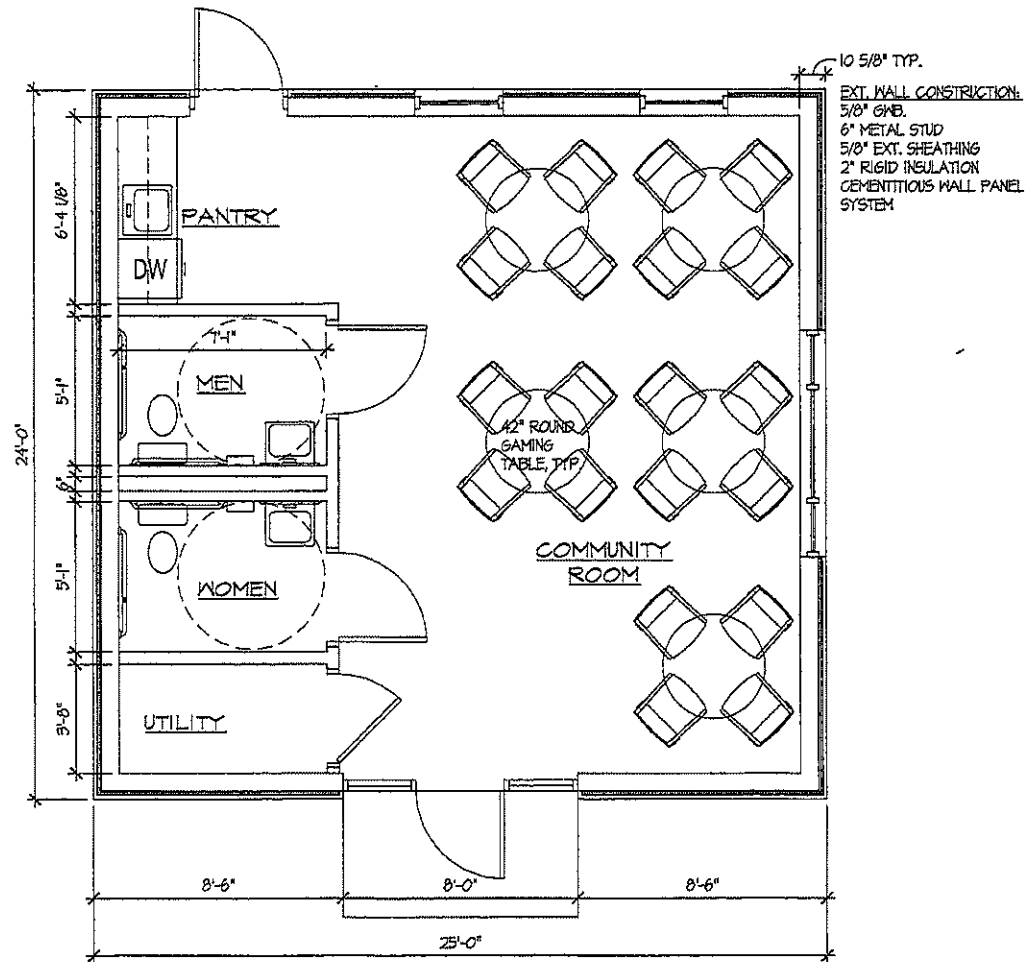 10 5/8" TYP.
EXT. WALL CONSTRUCTION:
5/8" GWB.
6" METAL STUD
5/8" EXT. SHEATHING
2" RIGID INSULATION
CEMENTITIOUS WALL PANEL
SYSTEM
6'-4 1/8"
PANTRY
DW
7'-1"
MEN
5'-1"
24'-0"
42" ROUND
GAMING
TABLE, TYP.
6"
COMMUNITY
ROOM
5'-1"
WOMEN
3'-8"
UTILITY
8'-6"
8'-0"
8'-6"
25'-0"